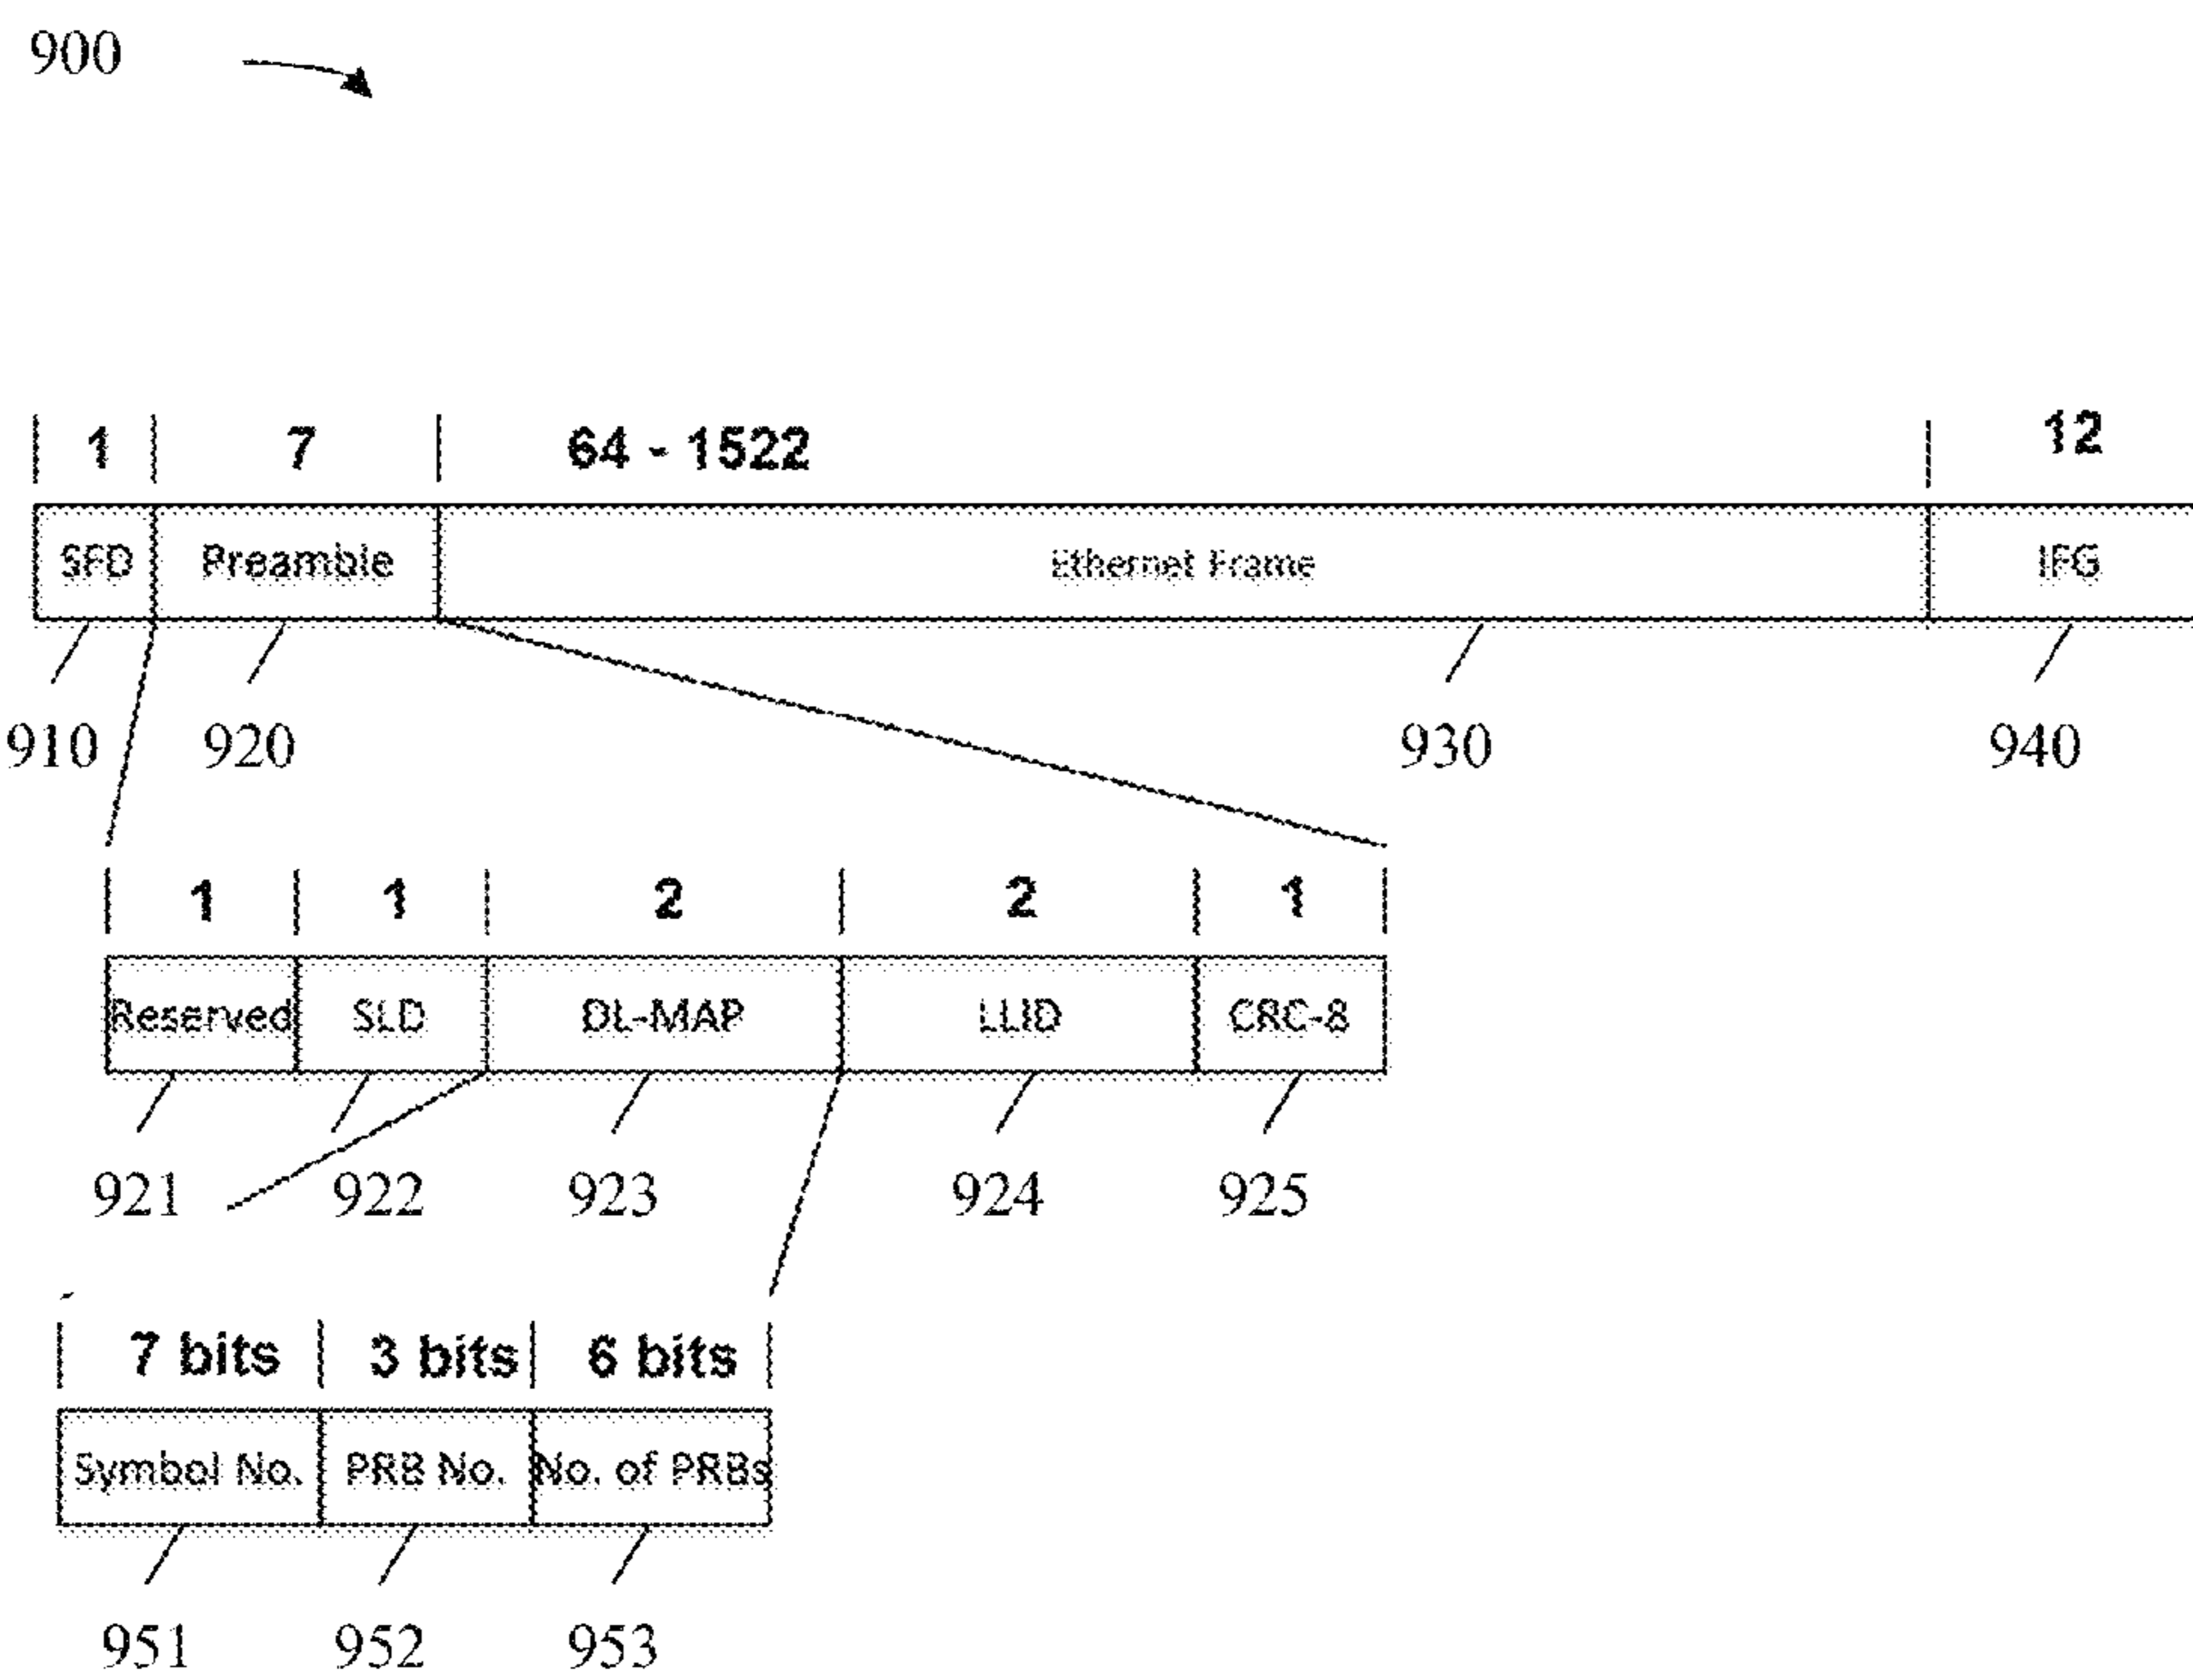 900
1 7 64 - 1522 12
SFD Preamble Ethernet Frame IFG
910 920 930 940
1 1 2 2 1
Reserved SLD DL-MAP LLID CRC-8
921 922 923 924 925
7 bits 3 bits 6 bits
Symbol No. PRB No. No. of PRBs
951 952 953